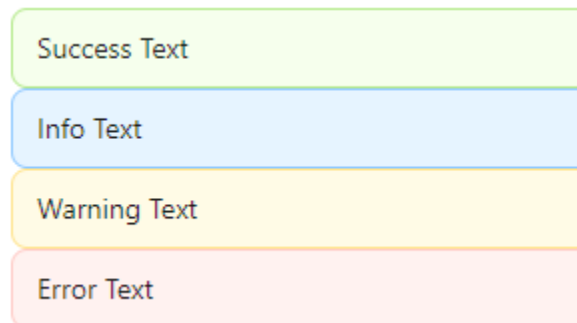 Success Text
Info Text
Warning Text
Error Text